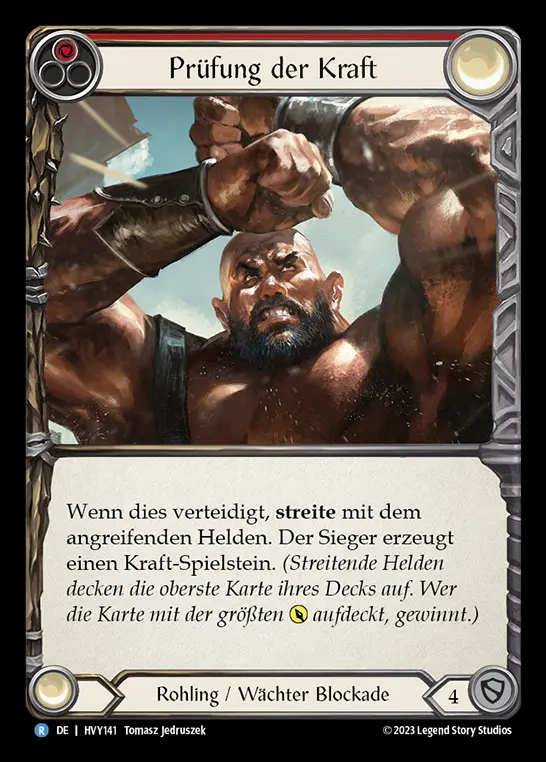 Prüfung der Kraft
Wenn dies verteidigt, streite mit dem
angreifenden Helden. Der Sieger erzeugt
einen Kraft-Spielstein. (Streitende Helden
decken die oberste Karte ihres Decks auf. Wer
die Karte mit der größten aufdeckt, gewinnt.)
Rohling / Wächter Blockade
4
R DE | HVY141 Tomasz Jedruszek
©2023 Legend Story Studios